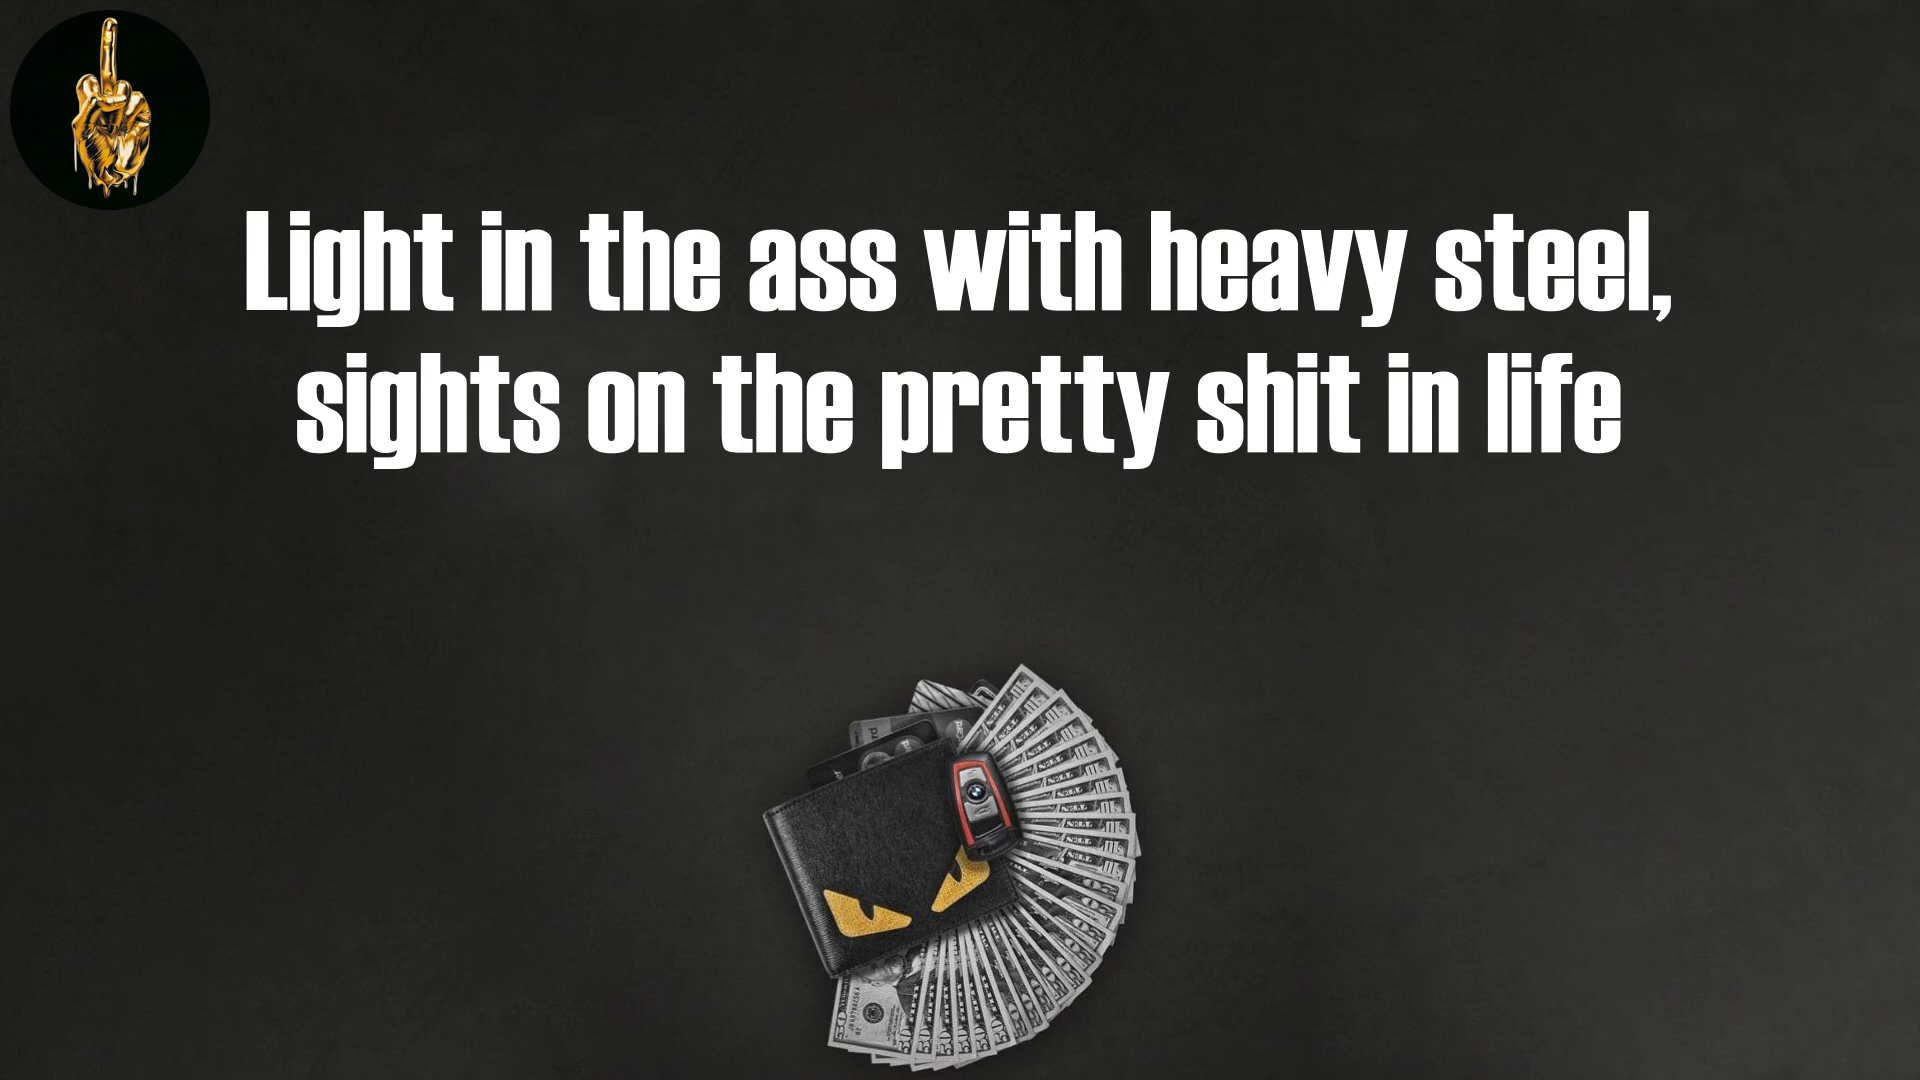 Light in the ass with heavy steel,
sights on the pretty shit in life